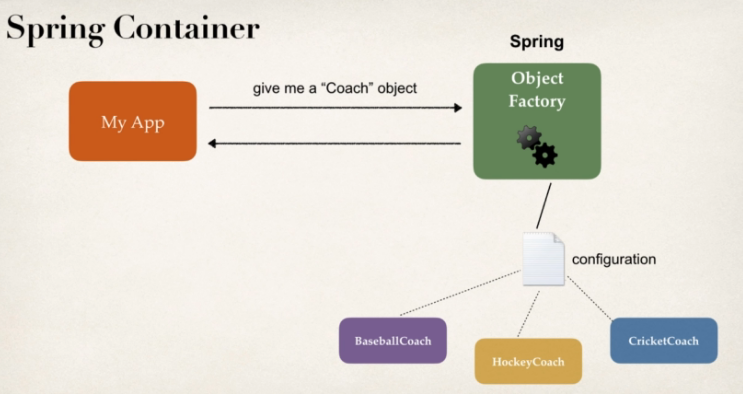 Spring Container
Spring
give me a “Coach” object
Object
Factory
My App
configuration
BaseballCoach
HockeyCoach
CricketCoach